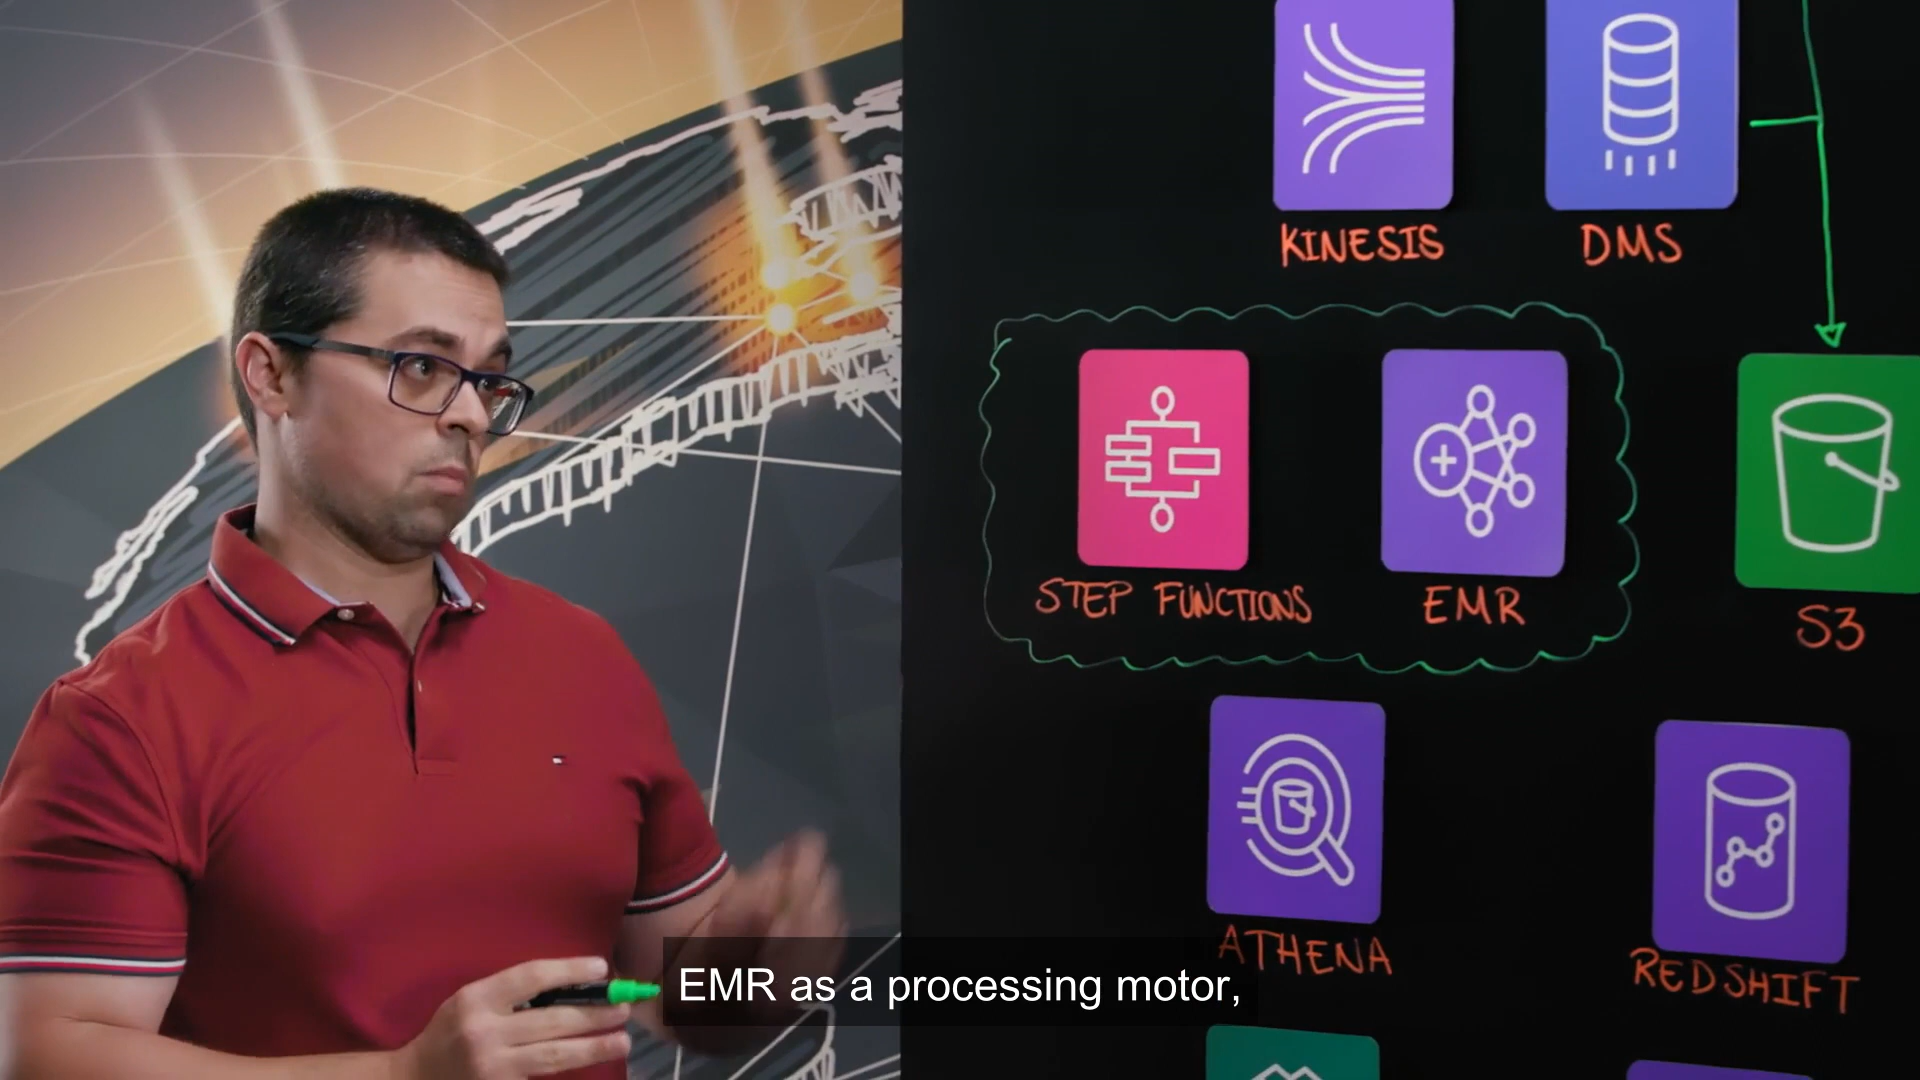 KINESIS
DMS
STEP FUNCTIONS
EMR
S3
ATHENA
REDSHIFT
EMR as a processing motor,